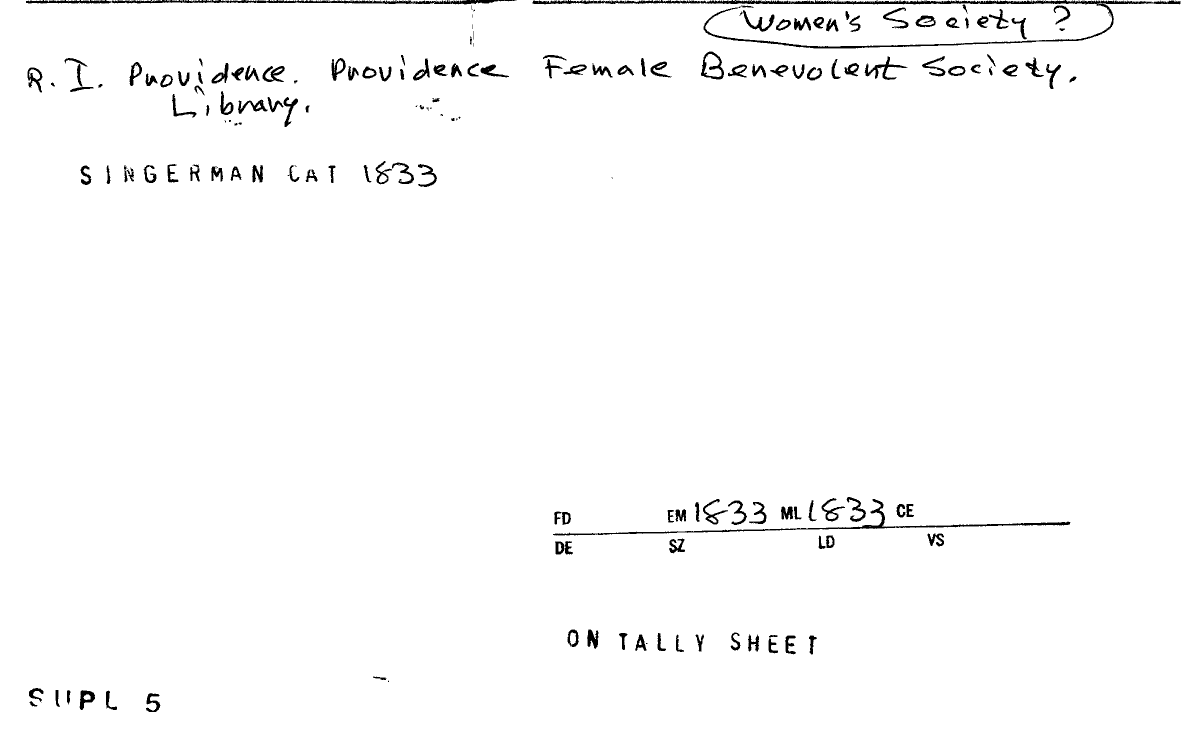 Women's Society ?
R. I. Providence. Providence Female Benevolent Society.
Library.
SINGERMAN CAT 1833
FD EM 1833 ML 1833 CE
DE SZ LD VS
ON TALLY SHEET
SUPL 5